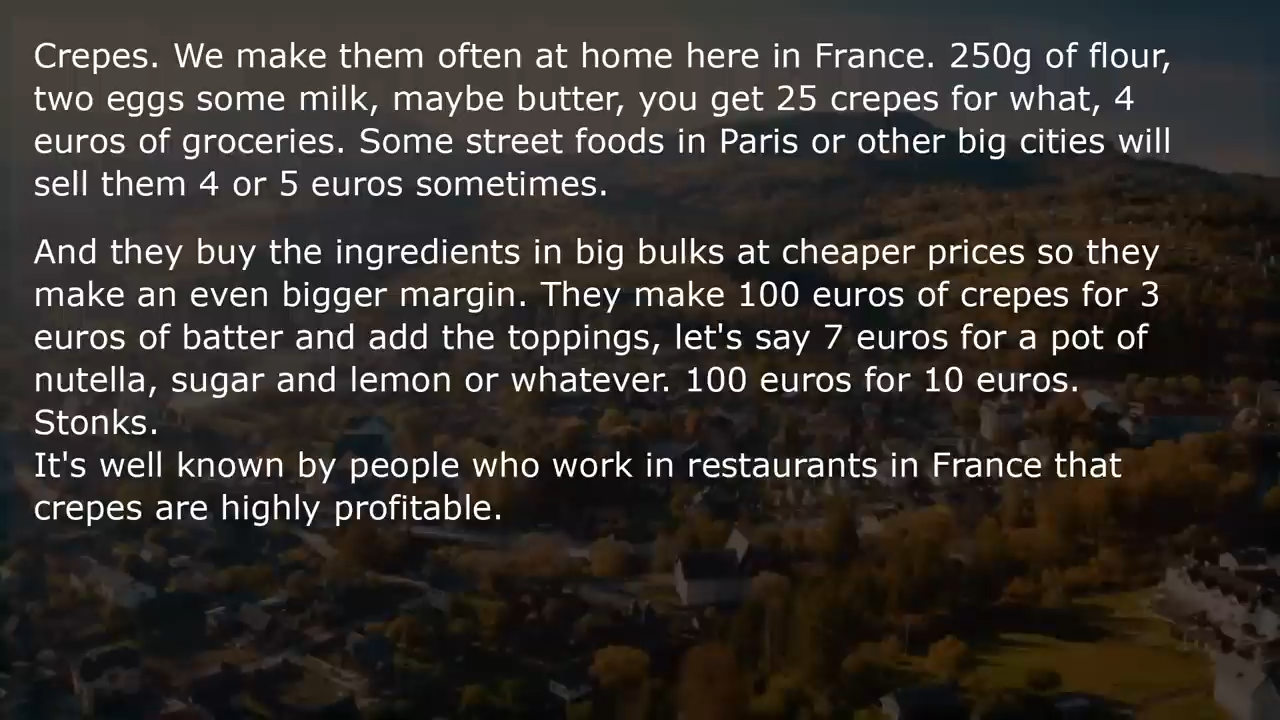 Crepes. We make them often at home here in France. 250g of flour,
two eggs some milk, maybe butter, you get 25 crepes for what, 4
euros of groceries. Some street foods in Paris or other big cities will
sell them 4 or 5 euros sometimes.
And they buy the ingredients in big bulks at cheaper prices so they
make an even bigger margin. They make 100 euros of crepes for 3
euros of batter and add the toppings, let's say 7 euros for a pot of
nutella, sugar and lemon or whatever. 100 euros for 10 euros.
Stonks.
It's well known by people who work in restaurants in France that
crepes are highly profitable.